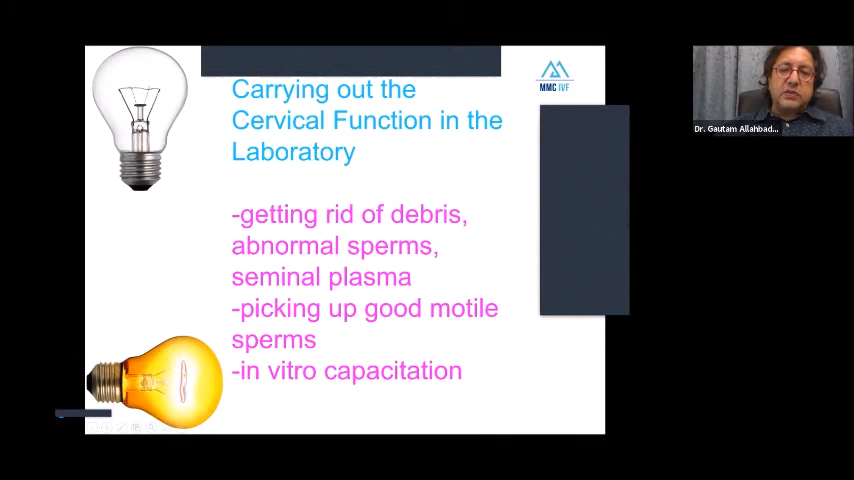 Carrying out the
Cervical Function in the
Laboratory
-getting rid of debris,
abnormal sperms,
seminal plasma
-picking up good motile
sperms
-in vitro capacitation
MMC IVF
Dr. Gautam Allahbad...